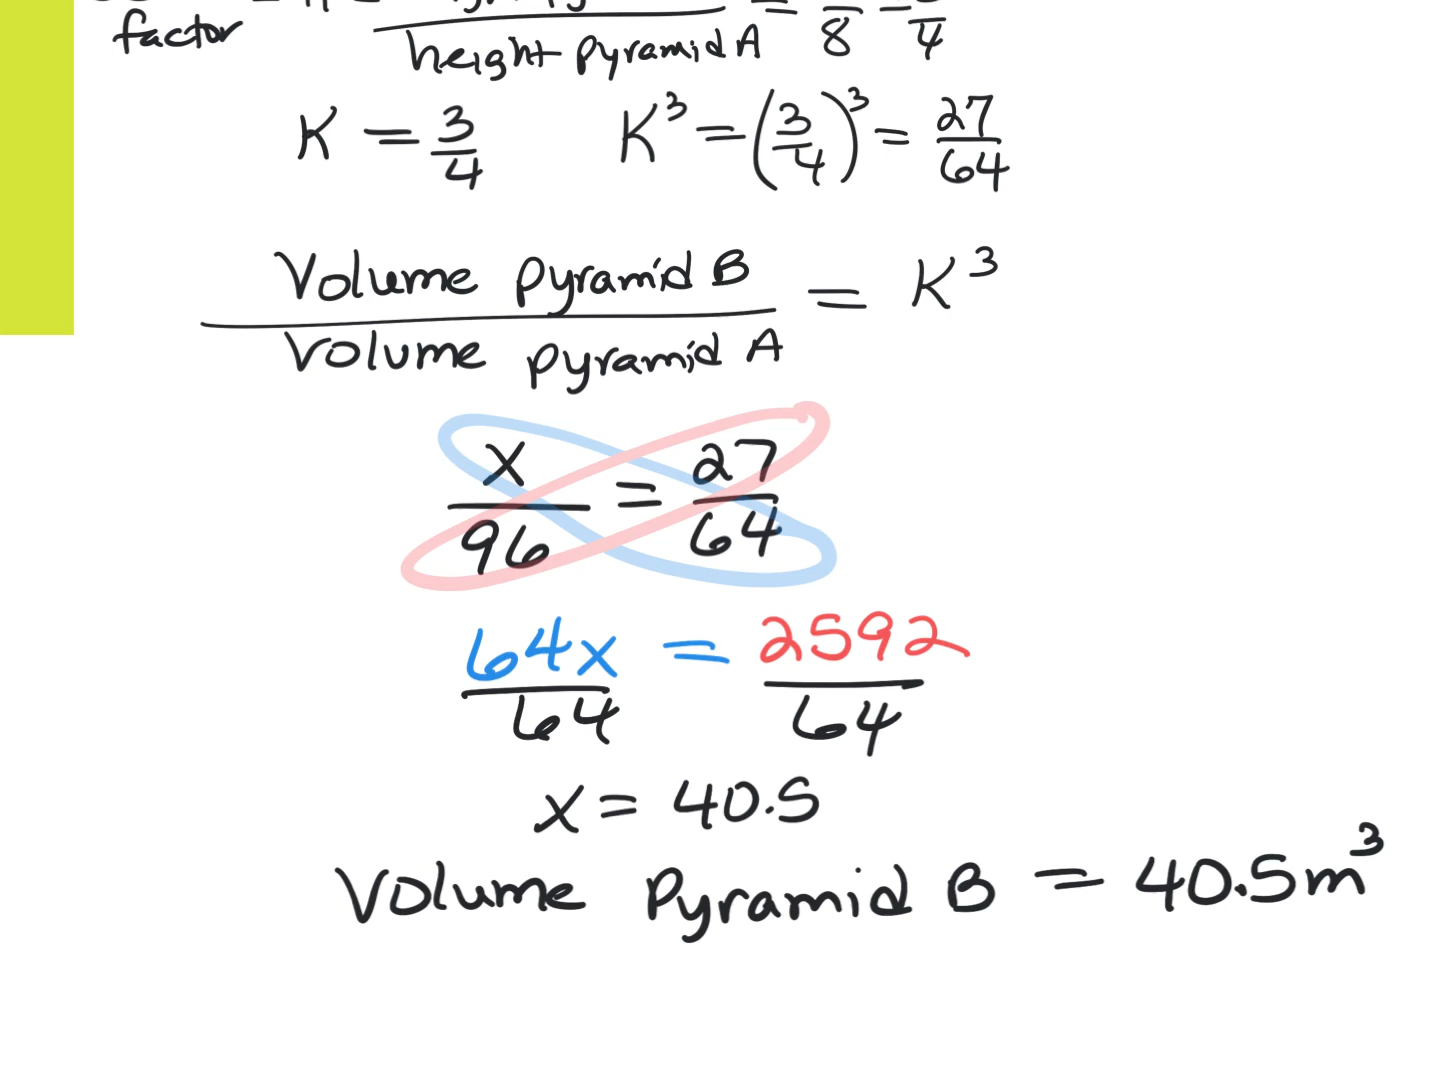 factor
height pyramid A = 8 = 4
K = 3/4 K³ = (3/4)³ = 27/64
Volume pyramid B / Volume pyramid A = K³
x/96 = 27/64
64x/64 = 2592/64
x = 40.5
Volume Pyramid B = 40.5m³